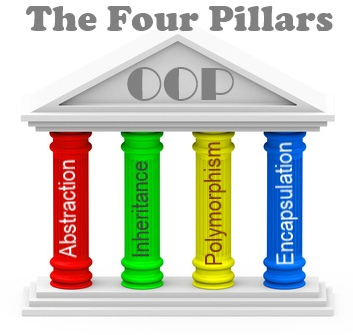 The Four Pillars
OOP
Abstraction
Inheritance
Polymorphism
Encapsulation